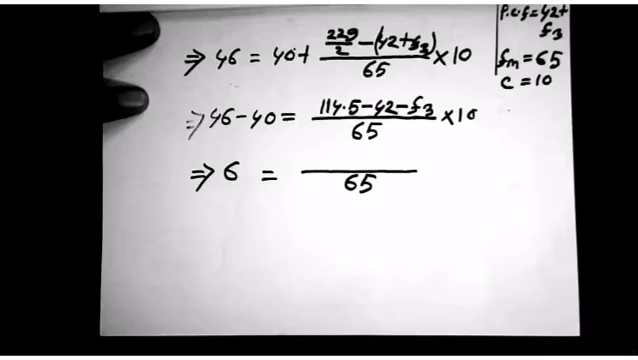 p.c.f = 42 + f3
fm = 65
c = 10
⇒ 46 = 40 + (229/2 - (42 + f3))/65 × 10
⇒ 46 - 40 = (114.5 - 42 - f3)/65 × 10
⇒ 6 = /65